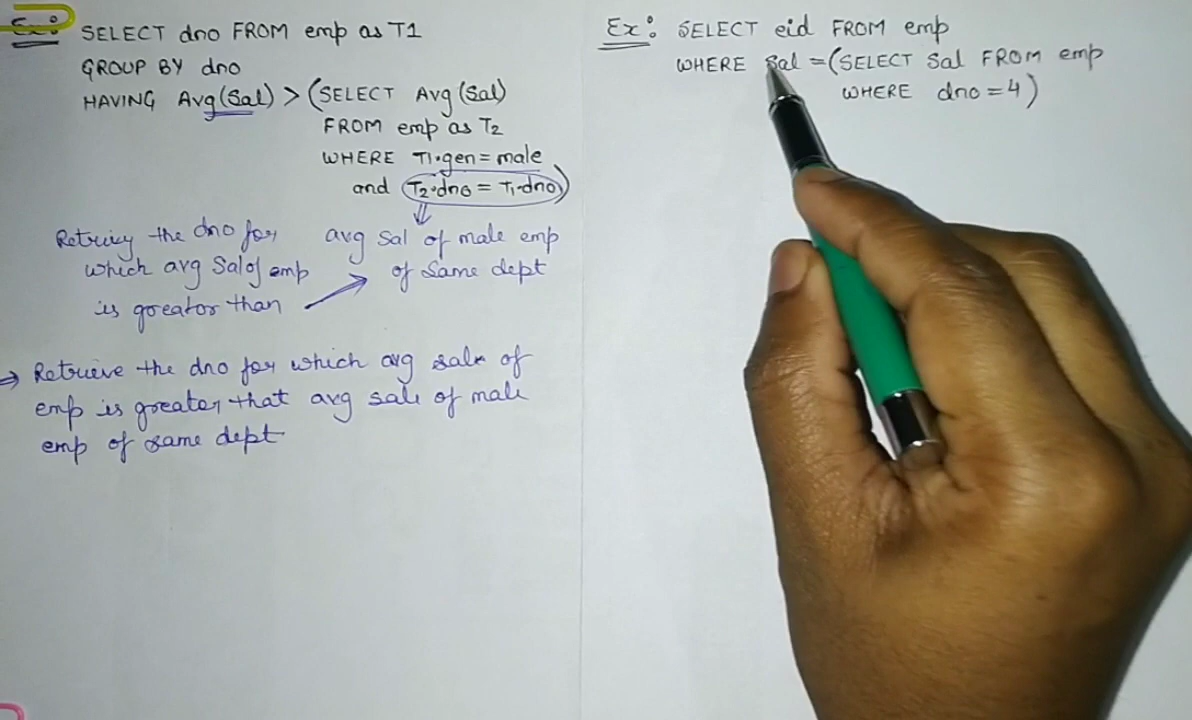 Ex: SELECT dno FROM emp as T1
GROUP BY dno
HAVING Avg(Sal) > (SELECT Avg(Sal)
FROM emp as T2
WHERE T1.gen = male
and T2.dno = T1.dno)
Retrivy the dno for
which avg Sal of emp
is greator than
avg sal of male emp
of same dept
⇒ Retrieve the dno for which avg sale of
emp is greater that avg sale of male
emp of same dept
Ex: SELECT eid FROM emp
WHERE Sal = (SELECT Sal FROM emp
WHERE dno = 4)